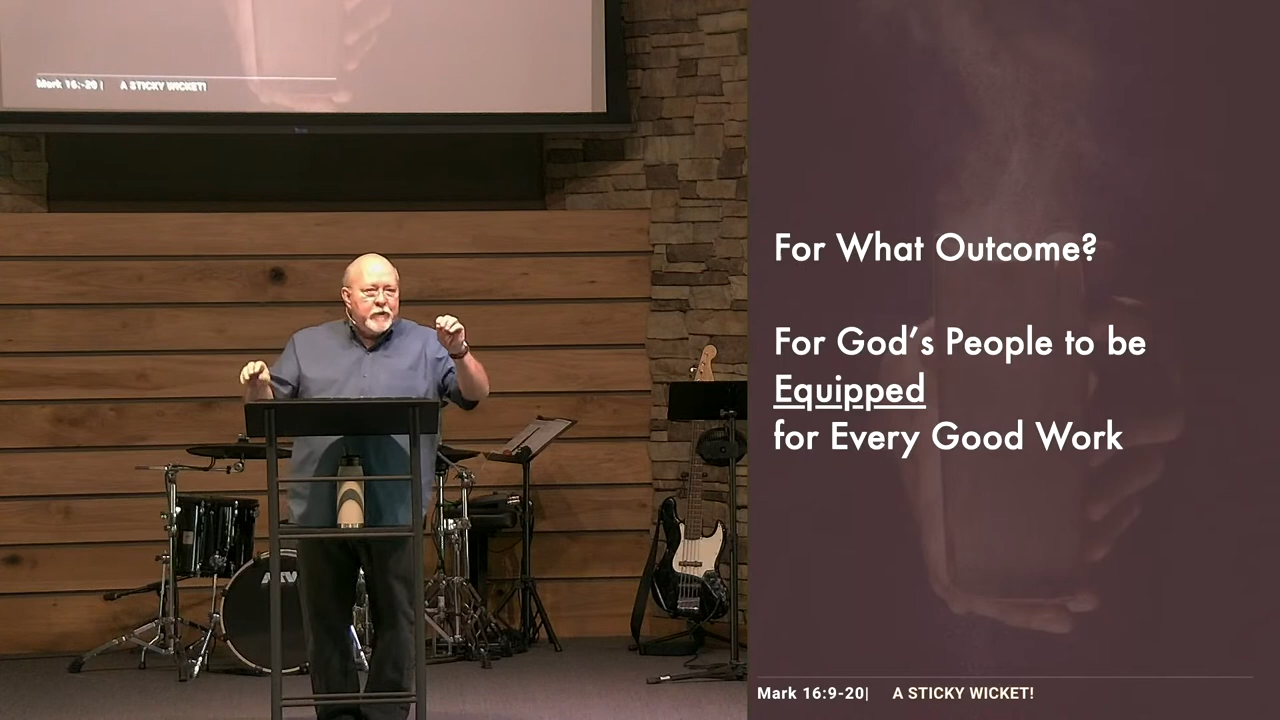 Mark 16:-20 | A STICKY WICKET!
For What Outcome?
For God's People to be
Equipped
for Every Good Work
Mark 16:9-20| A STICKY WICKET!